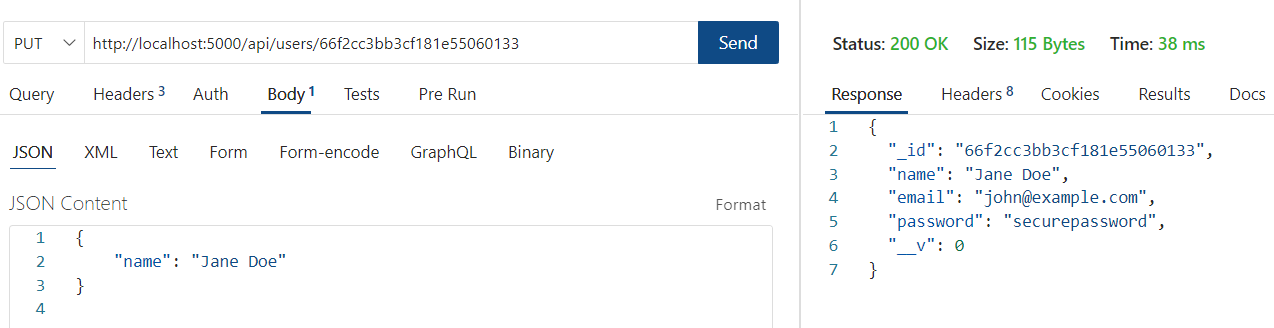 PUT http://localhost:5000/api/users/66f2cc3bb3cf181e55060133 Send
Query Headers 3 Auth Body 1 Tests Pre Run
JSON XML Text Form Form-encode GraphQL Binary
JSON Content Format
1 {
2 "name": "Jane Doe"
3 }
4
Status: 200 OK Size: 115 Bytes Time: 38 ms
Response Headers 8 Cookies Results Docs
1 {
2 "_id": "66f2cc3bb3cf181e55060133",
3 "name": "Jane Doe",
4 "email": "john@example.com",
5 "password": "securepassword",
6 "__v": 0
7 }